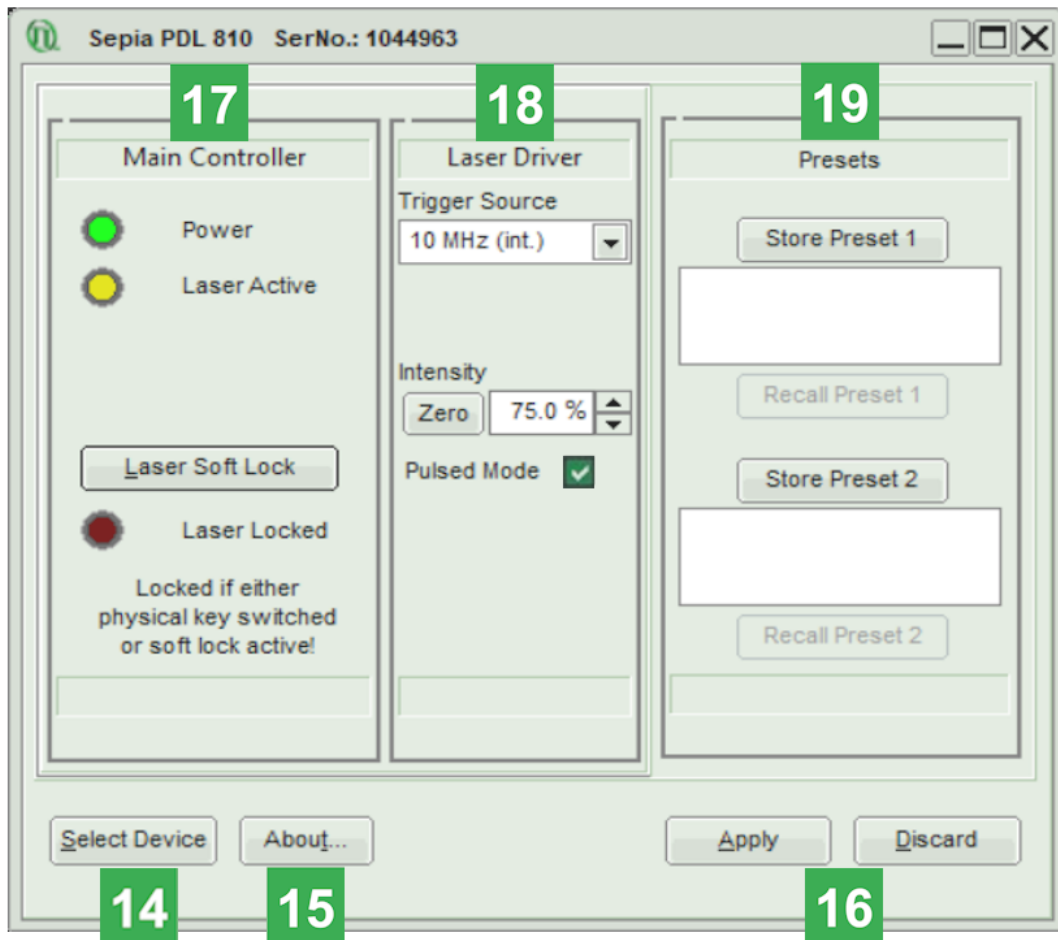 Sepia PDL 810 SerNo.: 1044963
17
Main Controller
Power
Laser Active
Laser Soft Lock
Laser Locked
Locked if either
physical key switched
or soft lock active!
18
Laser Driver
Trigger Source
10 MHz (int.)
Intensity
Zero 75.0 %
Pulsed Mode
19
Presets
Store Preset 1
Recall Preset 1
Store Preset 2
Recall Preset 2
Select Device About... Apply Discard
14 15 16